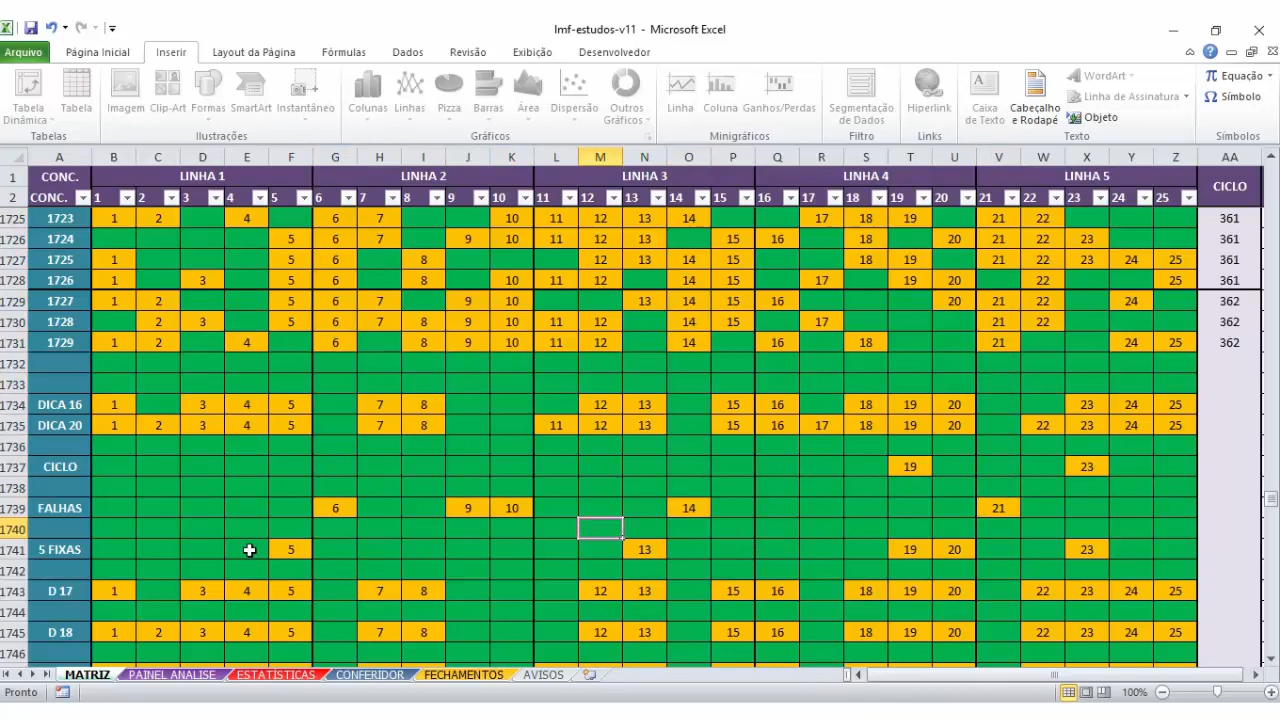 lmf-estudos-v11 - Microsoft Excel
Arquivo Página Inicial Inserir Layout da Página Fórmulas Dados Revisão Exibição Desenvolvedor
Tabela Dinâmica Tabela Imagem Clip-Art Formas SmartArt Instantâneo Colunas Linhas Pizza Barras Área Dispersão Outros Gráficos Linha Coluna Ganhos/Perdas Segmentação de Dados Hiperlink Caixa de Texto Cabeçalho e Rodapé WordArt Linha de Assinatura Objeto Equação Símbolo
Tabelas Ilustrações Gráficos Minigráficos Filtro Links Texto Símbolos
A B C D E F G H I J K L M N O P Q R S T U V W X Y Z AA
1 CONC. LINHA 1 LINHA 2 LINHA 3 LINHA 4 LINHA 5 CICLO
2 CONC. 1 2 3 4 5 6 7 8 9 10 11 12 13 14 15 16 17 18 19 20 21 22 23 24 25
1725 1723 1 2 4 6 7 10 11 12 13 14 17 18 19 21 22 361
1726 1724 5 6 7 9 10 11 12 13 15 16 18 20 21 22 23 361
1727 1725 1 5 6 8 12 13 14 15 18 19 21 22 23 24 25 361
1728 1726 1 3 5 6 8 10 11 12 14 15 17 19 20 22 25 361
1729 1727 1 2 5 6 7 9 10 13 14 15 16 20 21 22 24 362
1730 1728 2 3 5 6 7 8 9 10 11 12 14 15 17 21 22 362
1731 1729 1 2 4 6 8 9 10 11 12 14 16 18 21 24 25 362
1732
1733
1734 DICA 16 1 3 4 5 7 8 12 13 15 16 18 19 20 23 24 25
1735 DICA 20 1 2 3 4 5 7 8 11 12 13 15 16 17 18 19 20 22 23 24 25
1736
1737 CICLO 19 23
1738
1739 FALHAS 6 9 10 14 21
1740
1741 5 FIXAS 5 13 19 20 23
1742
1743 D 17 1 3 4 5 7 8 12 13 15 16 18 19 20 22 23 24 25
1744
1745 D 18 1 2 3 4 5 7 8 12 13 15 16 18 19 20 22 23 24 25
1746
MATRIZ PAINEL ANALISE ESTATÍSTICAS CONFERIDOR FECHAMENTOS AVISOS
Pronto 100%